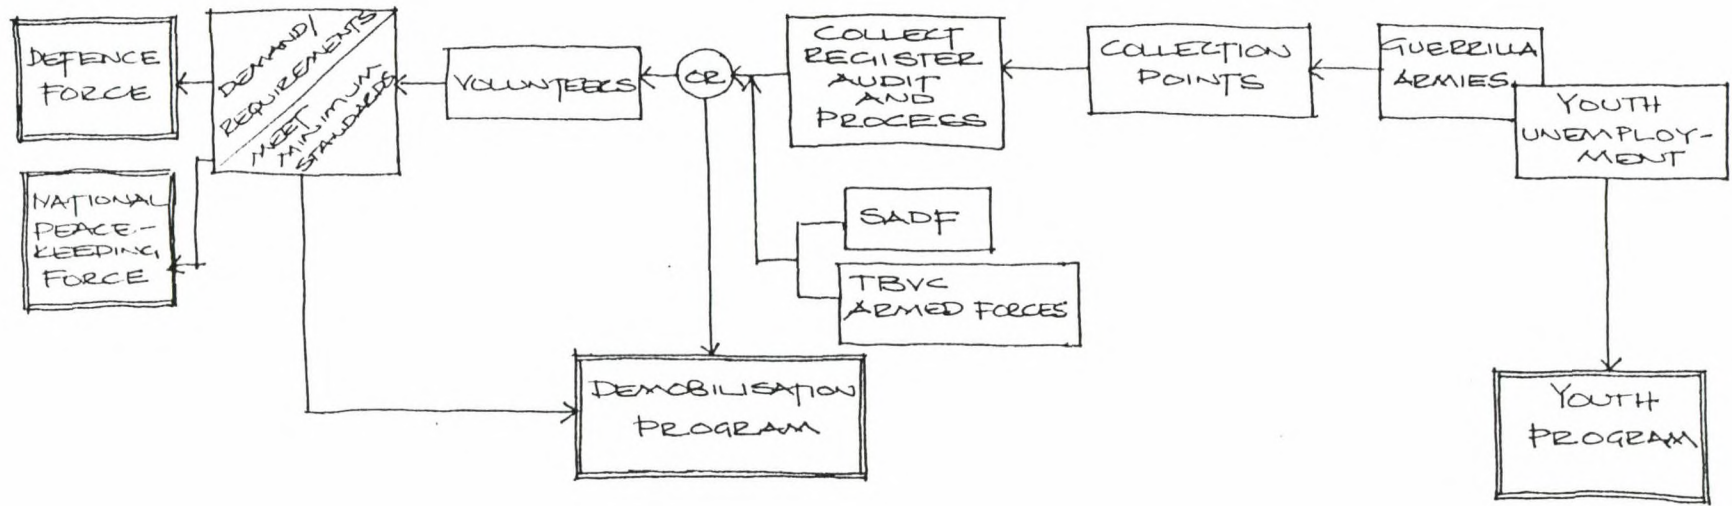 DEFENCE
FORCE
DEMAND/
REQUIREMENTS
MEET
MINIMUM
STANDARDS
VOLUNTEERS
OR
COLLECT
REGISTER
AUDIT
AND
PROCESS
COLLECTION
POINTS
GUERRILLA
ARMIES
YOUTH
UNEMPLOY-
MENT
NATIONAL
PEACE-
KEEDING
FORCE
SADF
TBVC
ARMED FORCES
DEMOBILISATION
PROGRAM
YOUTH
PROGRAM